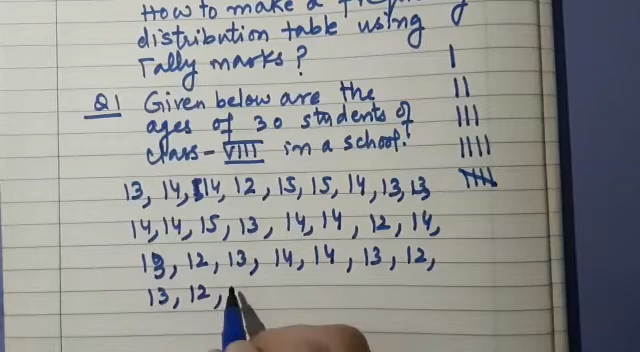 How to make a
distribution table using
Tally marks?
Q1 Given below are the
ages of 30 students of
class-VIII in a school:
13, 14, 14, 12, 15, 15, 14, 13, 13
14, 14, 15, 13, 14, 14, 12, 14,
13, 12, 13, 14, 14, 13, 12,
13, 12,
|
||
|||
||||